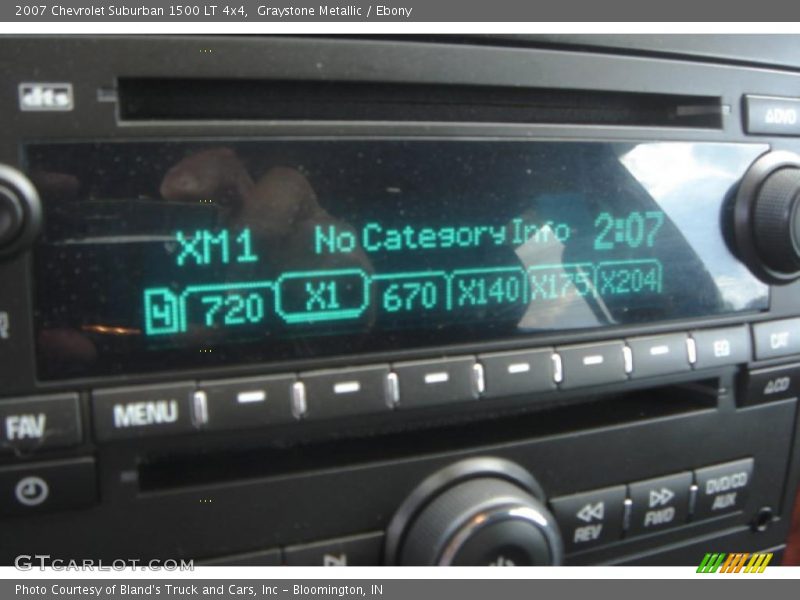 2007 Chevrolet Suburban 1500 LT 4x4, Graystone Metallic / Ebony
dts
DVD
XM1 No Category Info 2:07
4 720 X1 670 X140 X175 X204
FAV MENU EQ CAT
CD
REV FWD DVD/CD AUX
GTCarLot.com
Photo Courtesy of Bland's Truck and Cars, Inc - Bloomington, IN